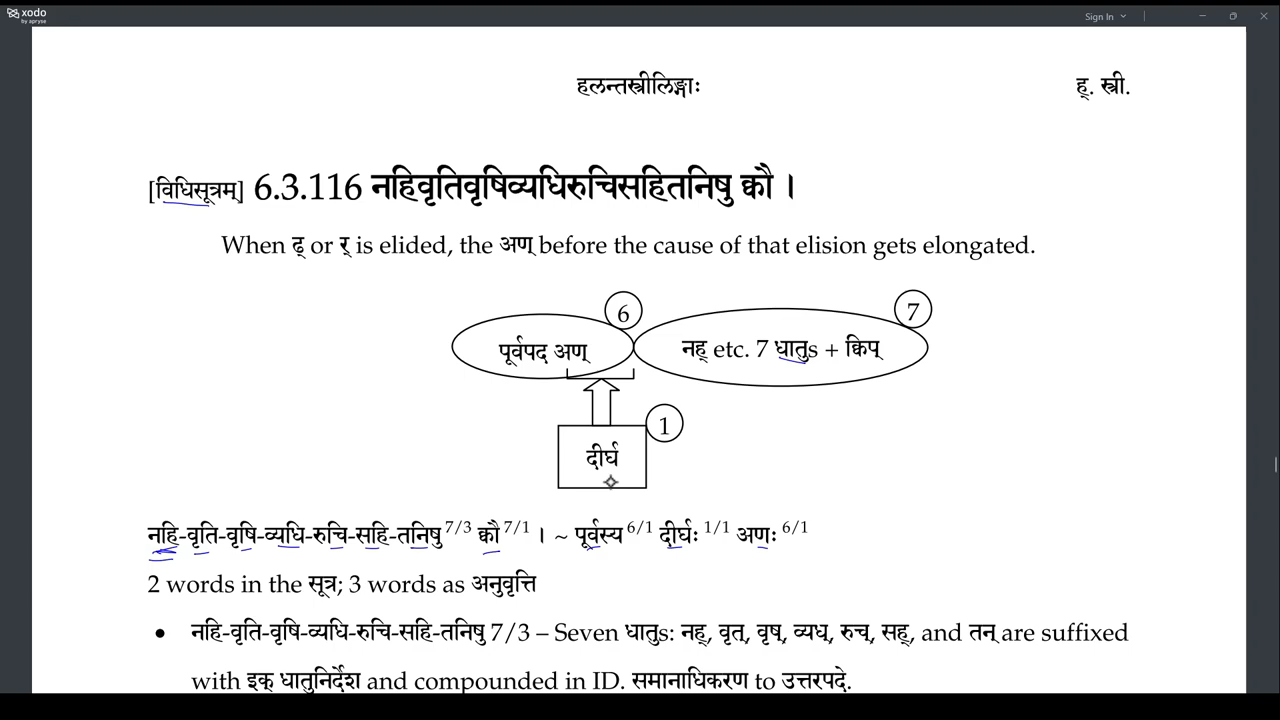 xodo
by apryse
Sign In
हलन्तस्त्रीलिङ्गाः ह्. स्त्री.
[विधिसूत्रम्] 6.3.116 नहिवृतिवृषिव्यधिरुचिसहितनिषु क्वौ ।
When ढ् or र् is elided, the अण् before the cause of that elision gets elongated.
6 7
पूर्वपद अण् नह् etc. 7 धातुs + क्विप्
1
दीर्घ
नहि-वृति-वृषि-व्यधि-रुचि-सहि-तनिषु 7/3 क्वौ 7/1 । ~ पूर्वस्य 6/1 दीर्घः 1/1 अणः 6/1
2 words in the सूत्र; 3 words as अनुवृत्ति
• नहि-वृति-वृषि-व्यधि-रुचि-सहि-तनिषु 7/3 – Seven धातुs: नह्, वृत्, वृष्, व्यध्, रुच्, सह्, and तन् are suffixed
with इक् धातुनिर्देश and compounded in ID. समानाधिकरण to उत्तरपदे.